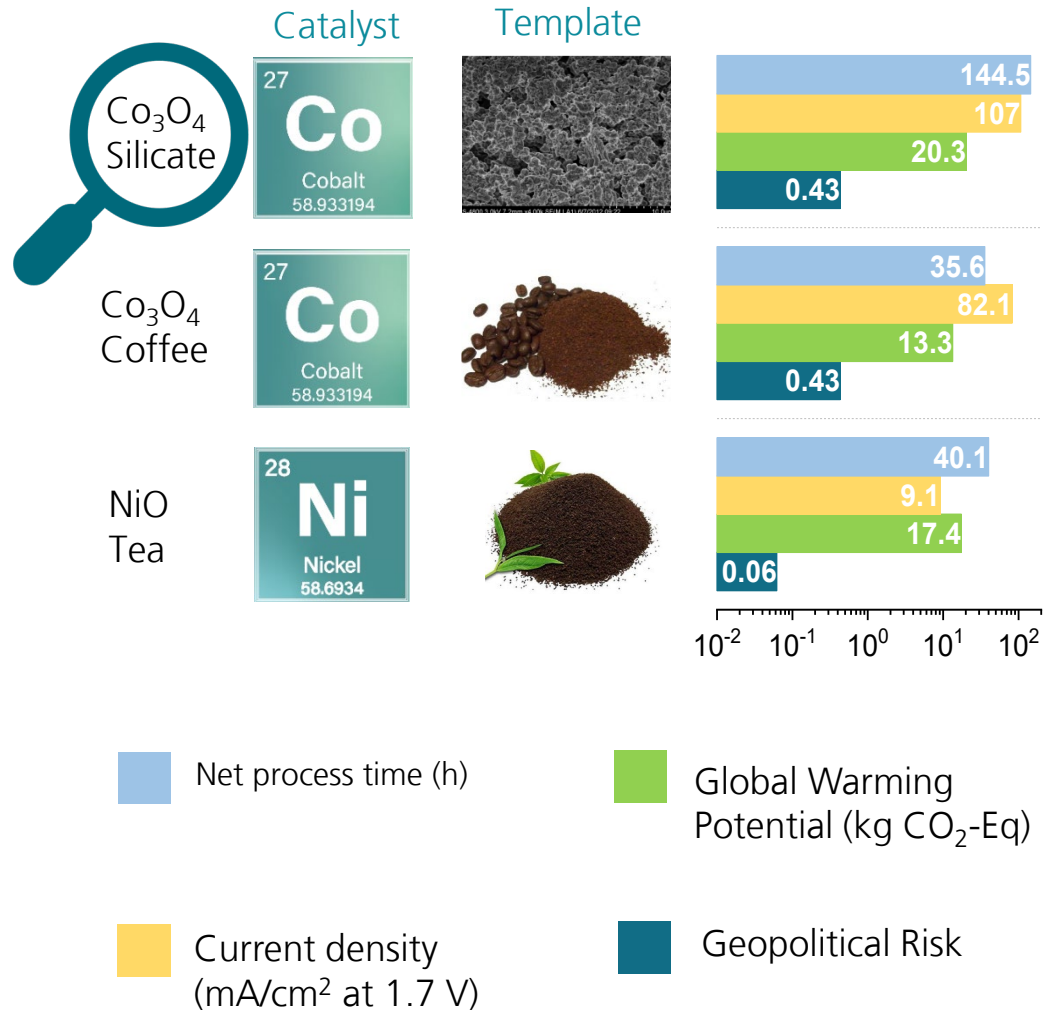 Catalyst
Template
Co₃O₄
Silicate
27
Co
Cobalt
58.933194
144.5
107
20.3
0.43
Co₃O₄
Coffee
27
Co
Cobalt
58.933194
35.6
82.1
13.3
0.43
NiO
Tea
28
Ni
Nickel
58.6934
40.1
9.1
17.4
0.06
10⁻² 10⁻¹ 10⁰ 10¹ 10²
Net process time (h)
Global Warming
Potential (kg CO₂-Eq)
Current density
(mA/cm² at 1.7 V)
Geopolitical Risk